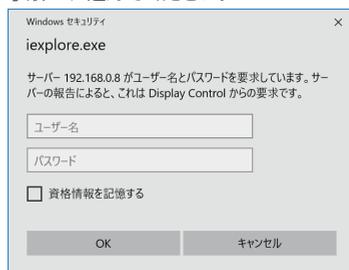 Windows セキュリティ
iexplore.exe
サーバー 192.168.0.8 がユーザー名とパスワードを要求しています。サー
バーの報告によると、これは Display Control からの要求です。
ユーザー名
パスワード
資格情報を記憶する
OK キャンセル